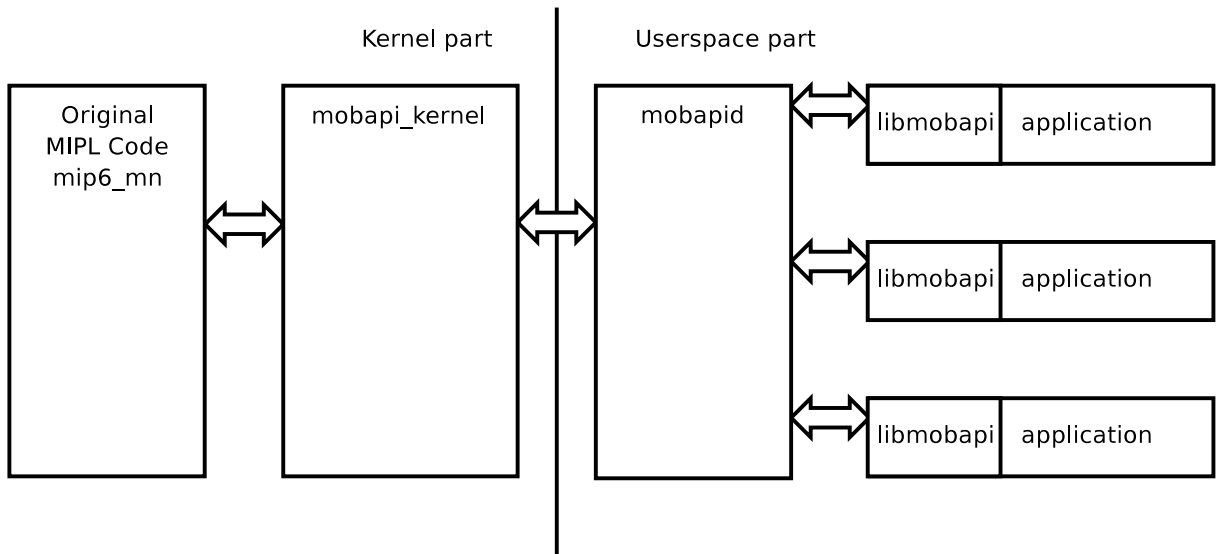 Kernel part
Userspace part
Original
MIPL Code
mip6_mn
mobapi_kernel
mobapid
libmobapi
application
libmobapi
application
libmobapi
application